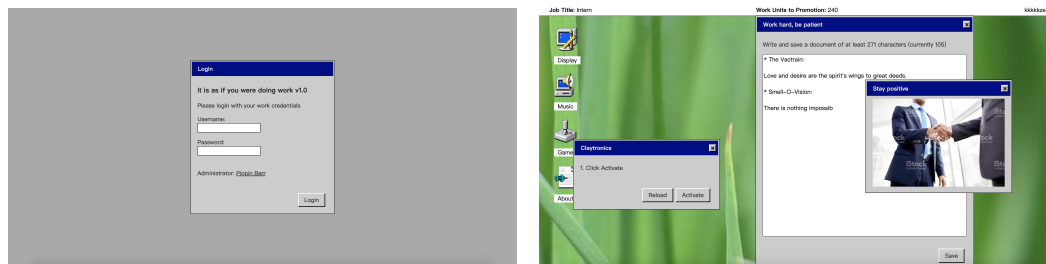 Login
It is as if you were doing work v1.0
Please login with your work credentials
Username:
Password:
Administrator: Pippin Barr
Login
Job Title: Intern
Work Units to Promotion: 240
kkkkkze
Display
Music
Game
About
Work hard, be patient
Write and save a document of at least 271 characters (currently 105)
* The Vactrain:
Love and desire are the spirit's wings to great deeds.
* Smell-O-Vision:
There is nothing impossib
Save
Claytronics
1. Click Activate
Reload
Activate
Stay positive
iStock
iStock